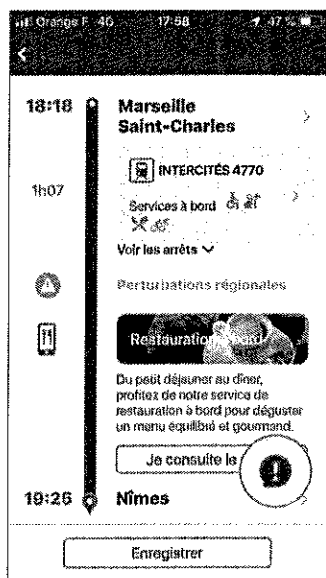 Orange F 4G 17:58 47 %
18:18 Marseille
Saint-Charles
INTERCITÉS 4770
1h07
Services à bord
Voir les arrêts
Perturbations régionales
Restauration à bord
Du petit déjeuner au dîner,
profitez de notre service de
restauration à bord pour déguster
un menu équilibré et gourmand.
Je consulte le
19:25 Nîmes
Enregistrer